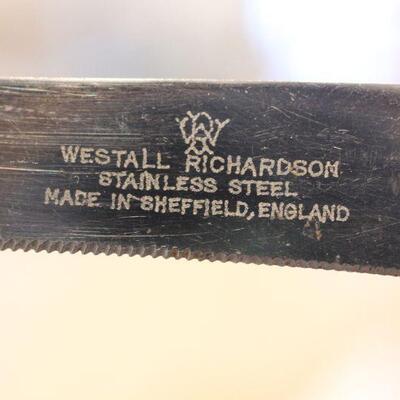 WESTALL RICHARDSON
STAINLESS STEEL
MADE IN SHEFFIELD, ENGLAND